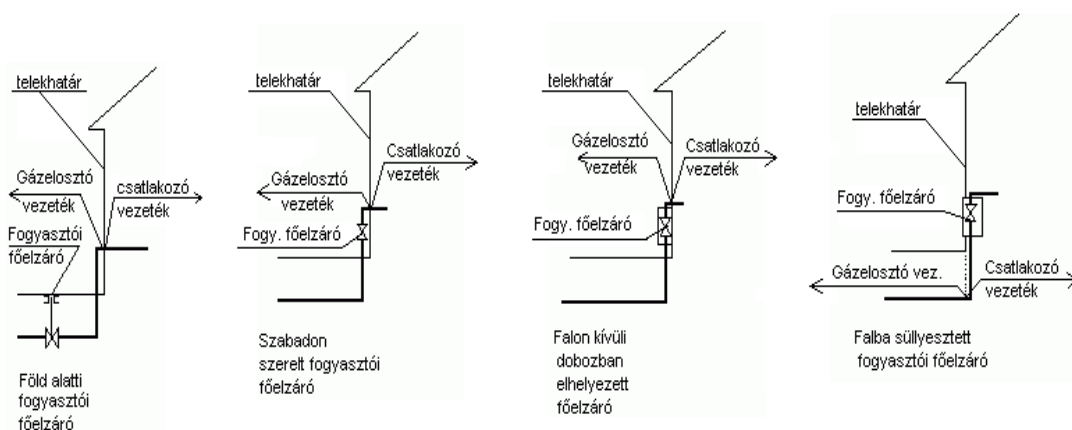 telekhatár
Gázelosztó
vezeték
csatlakozó
vezeték
Fogyasztói
főelzáró
Föld alatti
fogyasztói
főelzáró
telekhatár
Gázelosztó
vezeték
Csatlakozó
vezeték
Fogy. főelzáró
Szabadon
szerelt fogyasztói
főelzáró
telekhatár
Gázelosztó
vezeték
Csatlakozó
vezeték
Fogy. főelzáró
Falon kívüli
dobozban
elhelyezett
főelzáró
telekhatár
Fogy. főelzáró
Gázelosztó vez.
Csatlakozó
vezeték
Falba süllyesztett
fogyasztói főelzáró